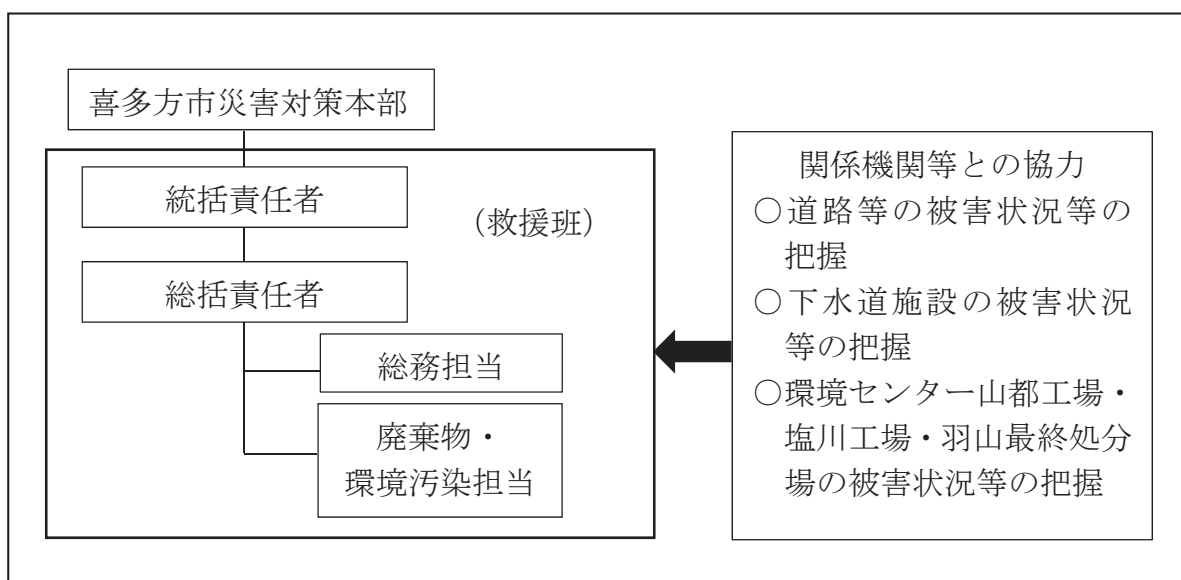 喜多方市災害対策本部
統括責任者
(救援班)
総括責任者
総務担当
廃棄物・
環境汚染担当
関係機関等との協力
○道路等の被害状況等の
把握
○下水道施設の被害状況
等の把握
○環境センター山都工場・
塩川工場・羽山最終処分
場の被害状況等の把握